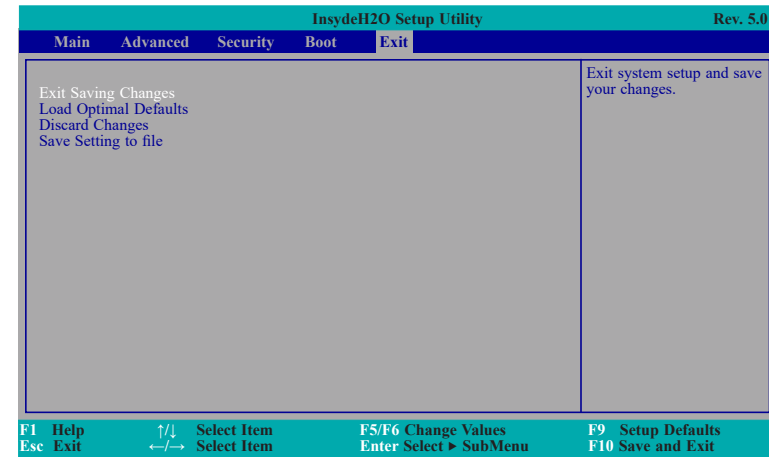 InsydeH2O Setup Utility Rev. 5.0
Main Advanced Security Boot Exit
Exit Saving Changes
Load Optimal Defaults
Discard Changes
Save Setting to file
Exit system setup and save
your changes.
F1 Help ↑/↓ Select Item F5/F6 Change Values F9 Setup Defaults
Esc Exit ←/→ Select Item Enter Select ▶ SubMenu F10 Save and Exit